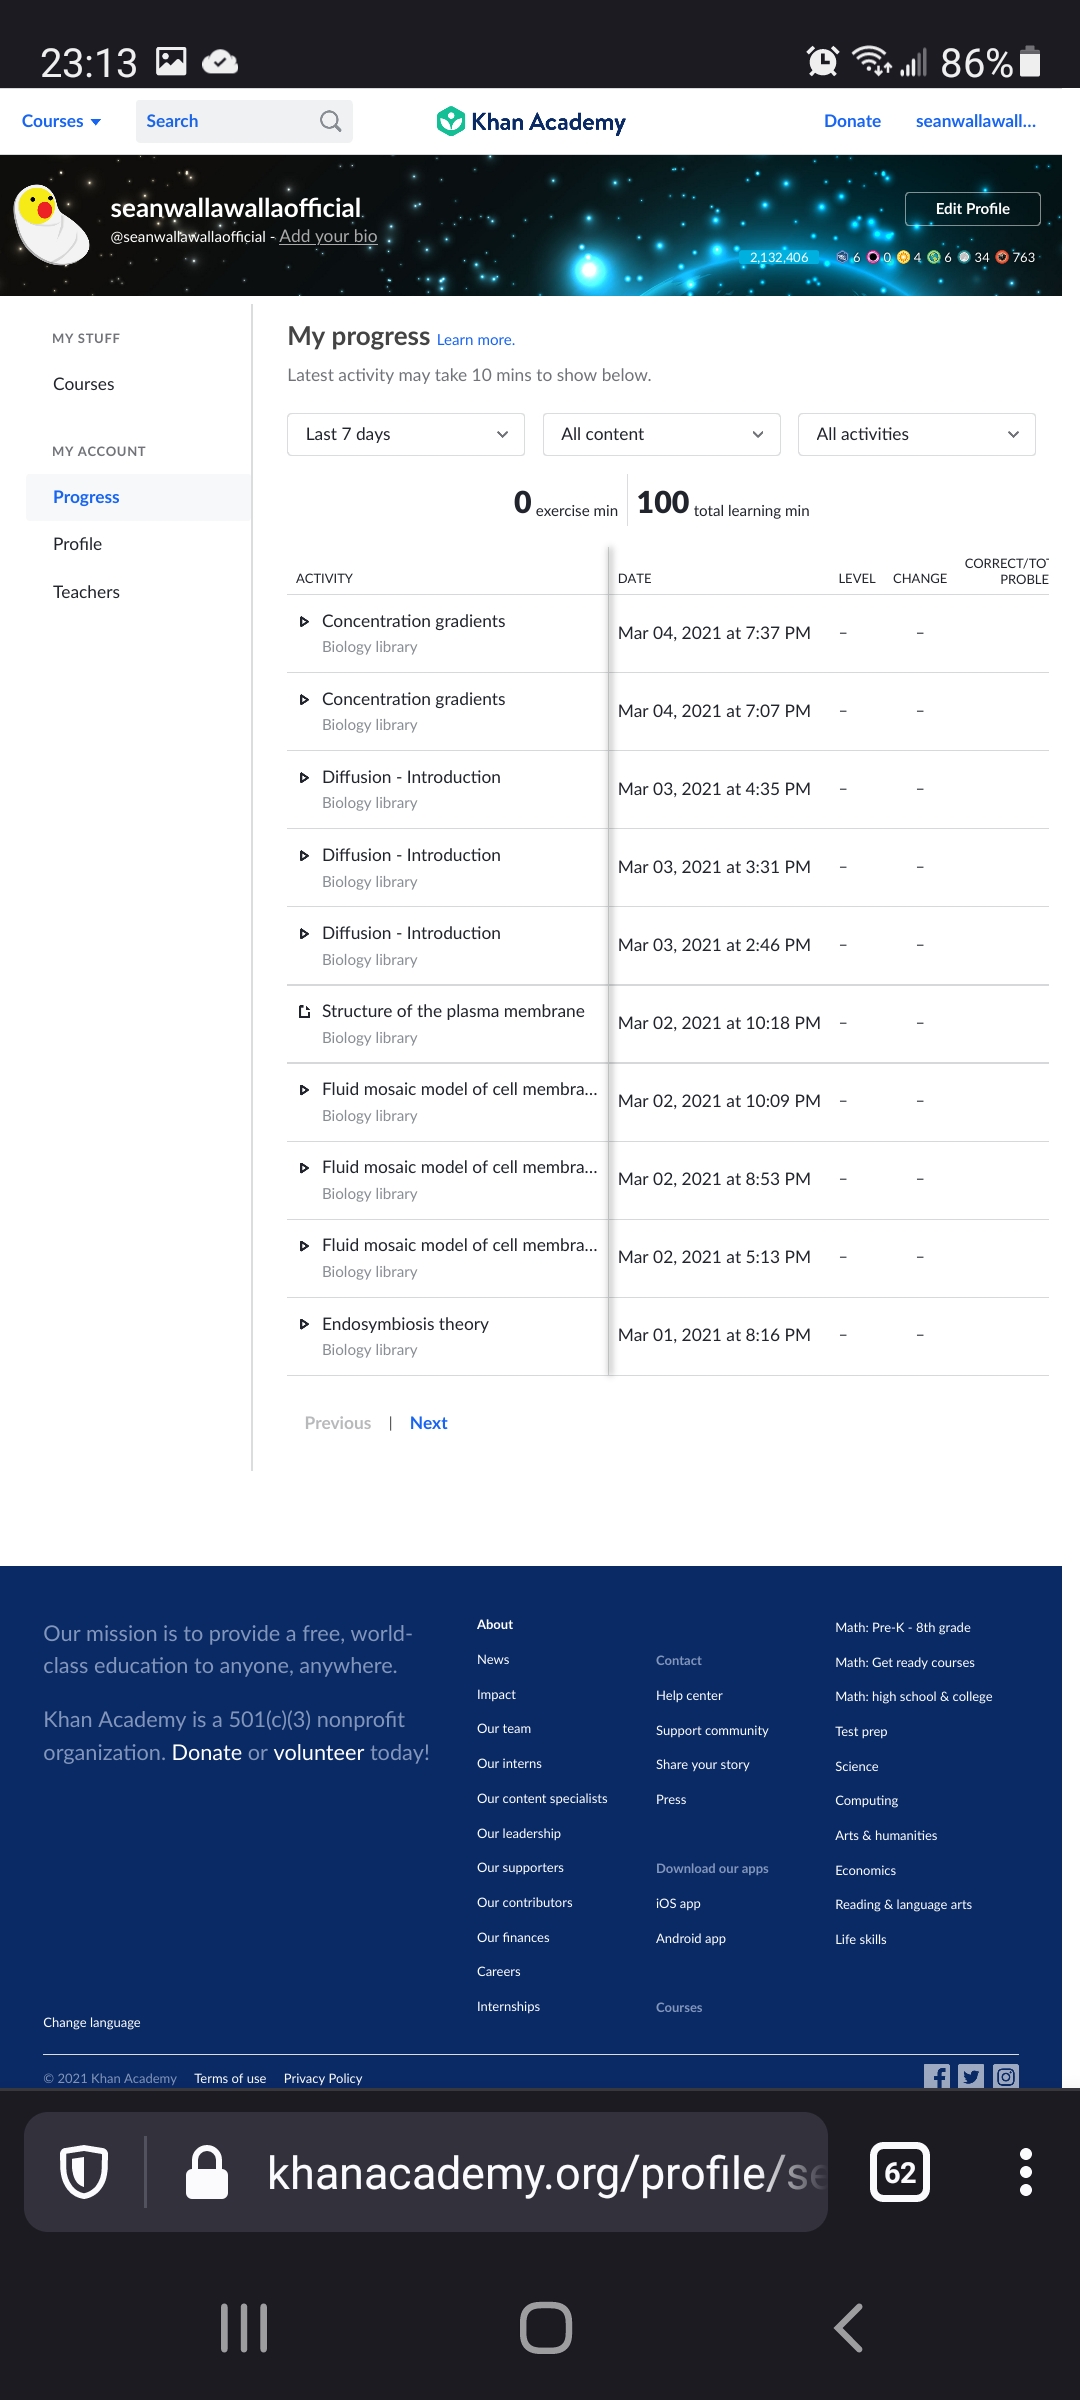 23:13 86%
Courses Search Khan Academy Donate seanwallawall...
seanwallawallaofficial
Edit Profile
@seanwallawallaofficial - Add your bio
2,132,406 6 0 4 6 34 763
MY STUFF
Courses
MY ACCOUNT
Progress
Profile
Teachers
My progress Learn more.
Latest activity may take 10 mins to show below.
Last 7 days All content All activities
0 exercise min 100 total learning min
CORRECT/TOT
ACTIVITY DATE LEVEL CHANGE PROBLE
Concentration gradients
Biology library
Mar 04, 2021 at 7:37 PM – –
Concentration gradients
Biology library
Mar 04, 2021 at 7:07 PM – –
Diffusion - Introduction
Biology library
Mar 03, 2021 at 4:35 PM – –
Diffusion - Introduction
Biology library
Mar 03, 2021 at 3:31 PM – –
Diffusion - Introduction
Biology library
Mar 03, 2021 at 2:46 PM – –
Structure of the plasma membrane
Biology library
Mar 02, 2021 at 10:18 PM – –
Fluid mosaic model of cell membra...
Biology library
Mar 02, 2021 at 10:09 PM – –
Fluid mosaic model of cell membra...
Biology library
Mar 02, 2021 at 8:53 PM – –
Fluid mosaic model of cell membra...
Biology library
Mar 02, 2021 at 5:13 PM – –
Endosymbiosis theory
Biology library
Mar 01, 2021 at 8:16 PM – –
Previous | Next
Our mission is to provide a free, world-
class education to anyone, anywhere.
Khan Academy is a 501(c)(3) nonprofit
organization. Donate or volunteer today!
Change language
About
News
Impact
Our team
Our interns
Our content specialists
Our leadership
Our supporters
Our contributors
Our finances
Careers
Internships
Contact
Help center
Support community
Share your story
Press
Download our apps
iOS app
Android app
Courses
Math: Pre-K - 8th grade
Math: Get ready courses
Math: high school & college
Test prep
Science
Computing
Arts & humanities
Economics
Reading & language arts
Life skills
© 2021 Khan Academy Terms of use Privacy Policy
khanacademy.org/profile/se 62